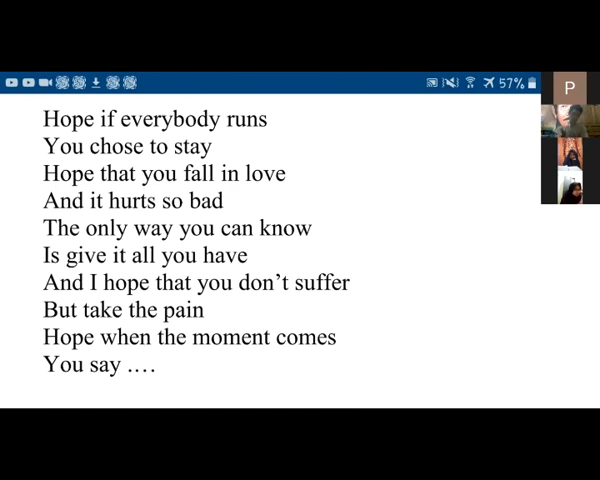 57%
P
Hope if everybody runs
You chose to stay
Hope that you fall in love
And it hurts so bad
The only way you can know
Is give it all you have
And I hope that you don’t suffer
But take the pain
Hope when the moment comes
You say ….